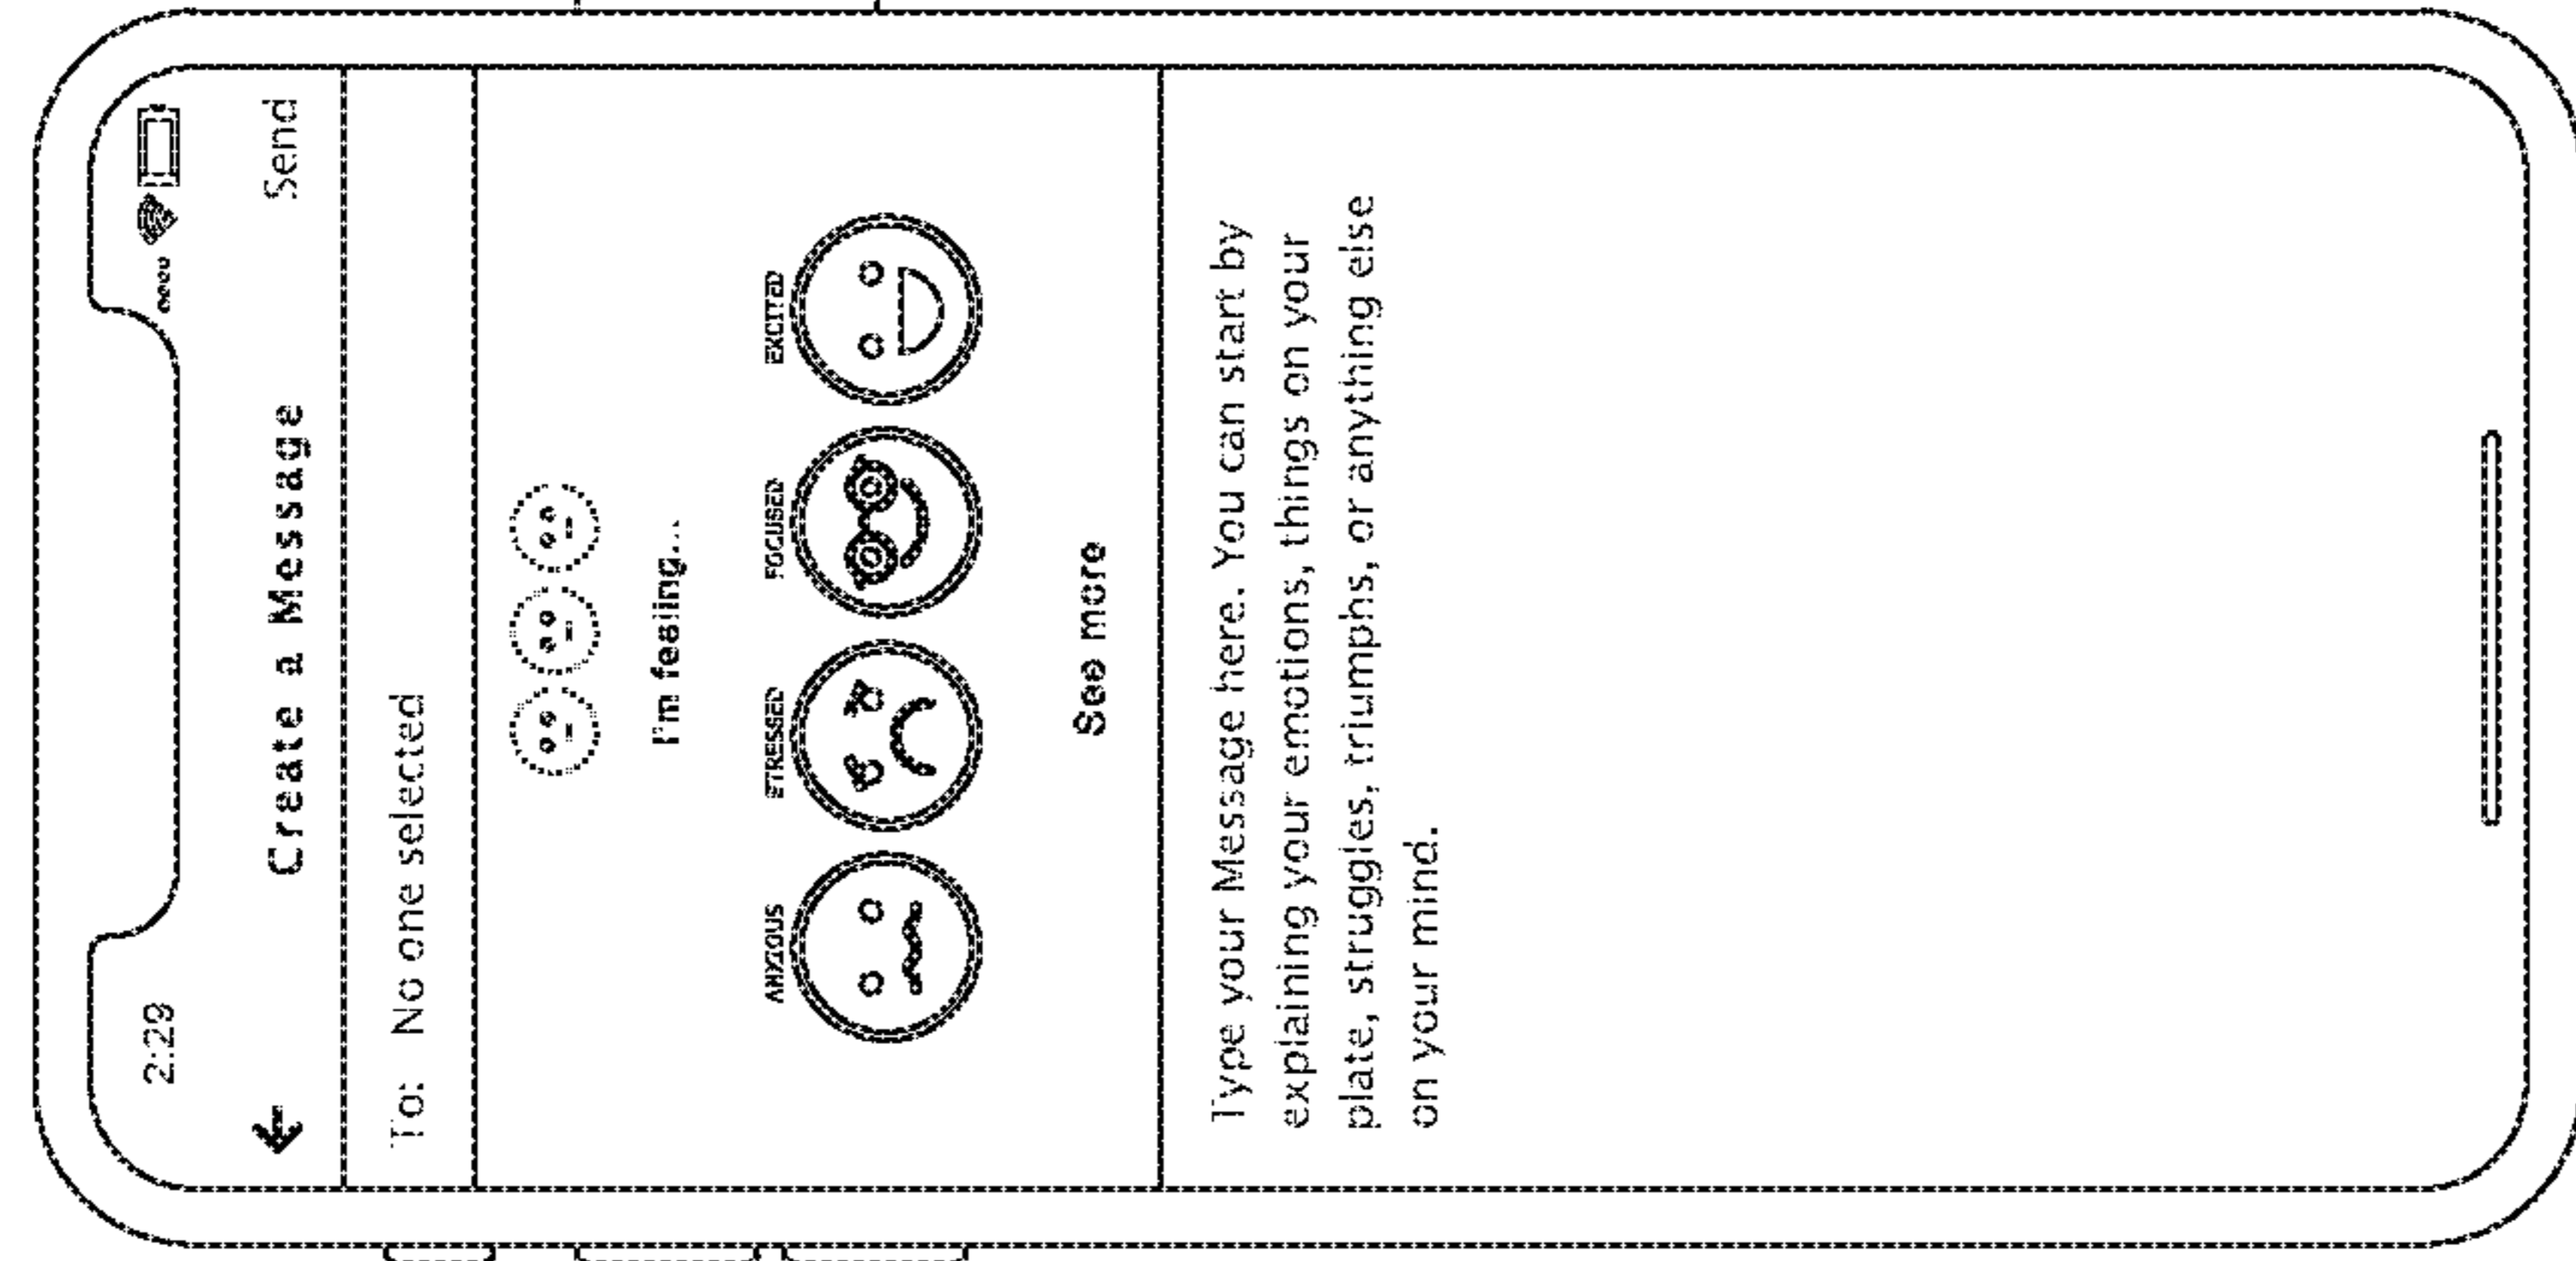 2:29
Create a Message
Send
To: No one selected
I'm feeling...
ANXIOUS
STRESSED
FOCUSED
EXCITED
See more
Type your Message here. You can start by
explaining your emotions, things on your
plate, struggles, triumphs, or anything else
on your mind.